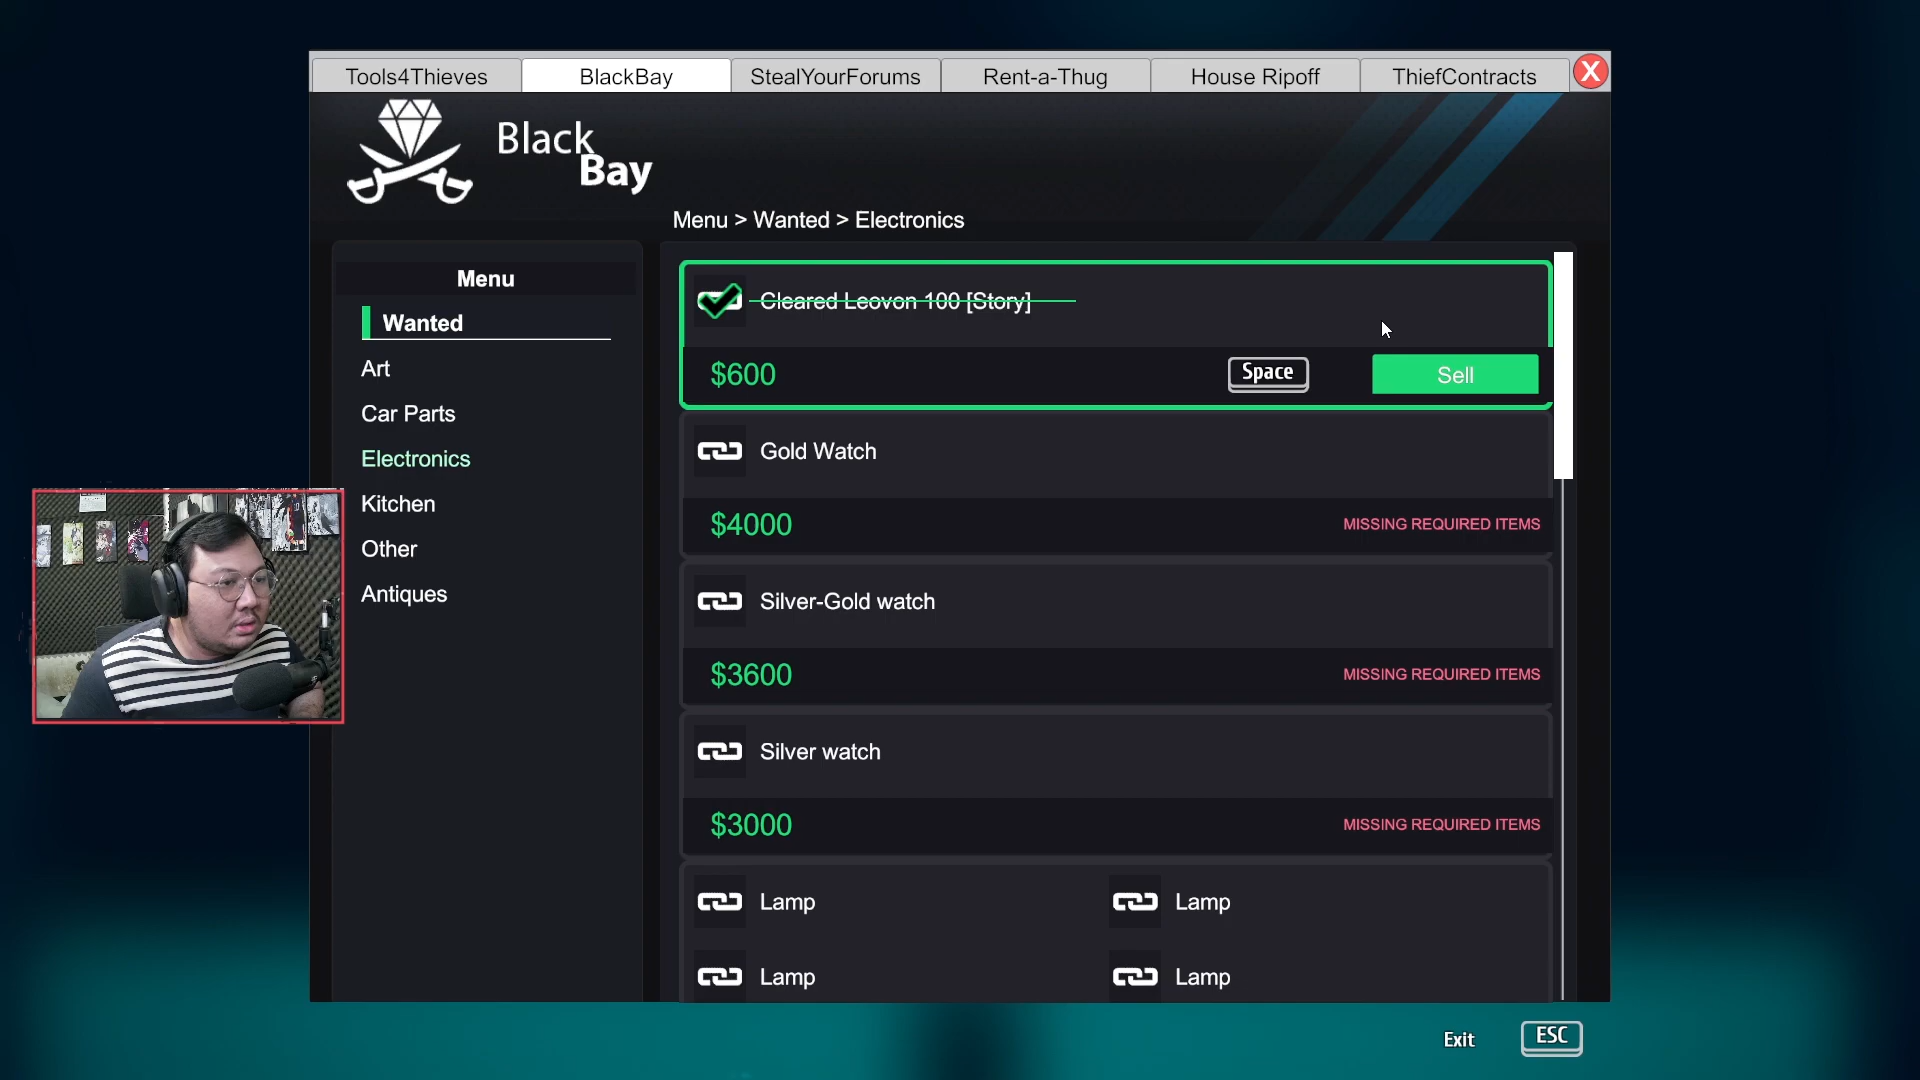 Tools4Thieves BlackBay StealYourForums Rent-a-Thug House Ripoff ThiefContracts X
Black
Bay
Menu > Wanted > Electronics
Menu
Wanted
Art
Car Parts
Electronics
Kitchen
Other
Antiques
Cleared Leovon 100 [Story]
$600 Space Sell
Gold Watch
$4000 MISSING REQUIRED ITEMS
Silver-Gold watch
$3600 MISSING REQUIRED ITEMS
Silver watch
$3000 MISSING REQUIRED ITEMS
Lamp Lamp
Lamp Lamp
Exit ESC